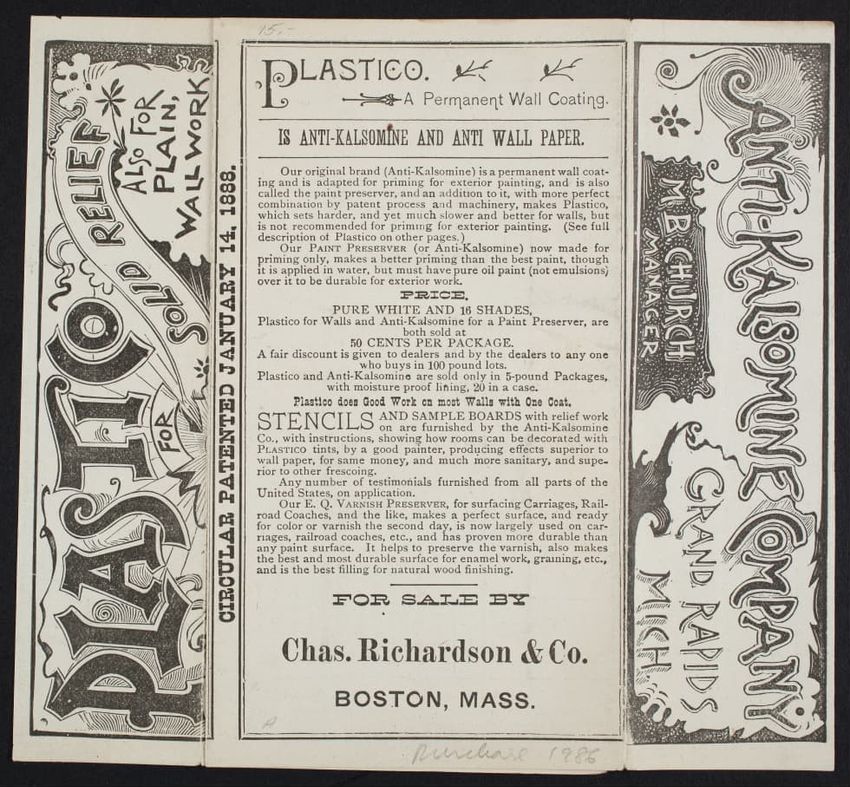 15.-
PLASTICO
FOR
SOLID RELIEF
ALSO FOR
PLAIN,
WALL WORK
CIRCULAR PATENTED JANUARY 14, 1888.
PLASTICO.
A Permanent Wall Coating.
IS ANTI-KALSOMINE AND ANTI WALL PAPER.
Our original brand (Anti-Kalsomine) is a permanent wall coat-
ing and is adapted for priming for exterior painting, and is also
called the paint preserver, and an addition to it, with more perfect
combination by patent process and machinery, makes Plastico,
which sets harder, and yet much slower and better for walls, but
is not recommended for priming for exterior painting. (See full
description of Plastico on other pages.)
Our PAINT PRESERVER (or Anti-Kalsomine) now made for
priming only, makes a better priming than the best paint, though
it is applied in water, but must have pure oil paint (not emulsions)
over it to be durable for exterior work.
PRICE.
PURE WHITE AND 16 SHADES,
Plastico for Walls and Anti-Kalsomine for a Paint Preserver, are
both sold at
50 CENTS PER PACKAGE.
A fair discount is given to dealers and by the dealers to any one
who buys in 100 pound lots.
Plastico and Anti-Kalsomine are sold only in 5-pound Packages,
with moisture proof lining, 20 in a case.
Plastico does Good Work on most Walls with One Coat.
STENCILS AND SAMPLE BOARDS with relief work
on are furnished by the Anti-Kalsomine
Co., with instructions, showing how rooms can be decorated with
PLASTICO tints, by a good painter, producing effects superior to
wall paper, for same money, and much more sanitary, and supe-
rior to other frescoing.
Any number of testimonials furnished from all parts of the
United States, on application.
Our E. Q. VARNISH PRESERVER, for surfacing Carriages, Rail-
road Coaches, and the like, makes a perfect surface, and ready
for color or varnish the second day, is now largely used on car-
riages, railroad coaches, etc., and has proven more durable than
any paint surface. It helps to preserve the varnish, also makes
the best and most durable surface for enamel work, graining, etc.,
and is the best filling for natural wood finishing.
FOR SALE BY
Chas. Richardson & Co.
BOSTON, MASS.
Purchase 1986
ANTI-KALSOMINE COMPANY
M.B. CHURCH
MANAGER
GRAND RAPIDS
MICH.